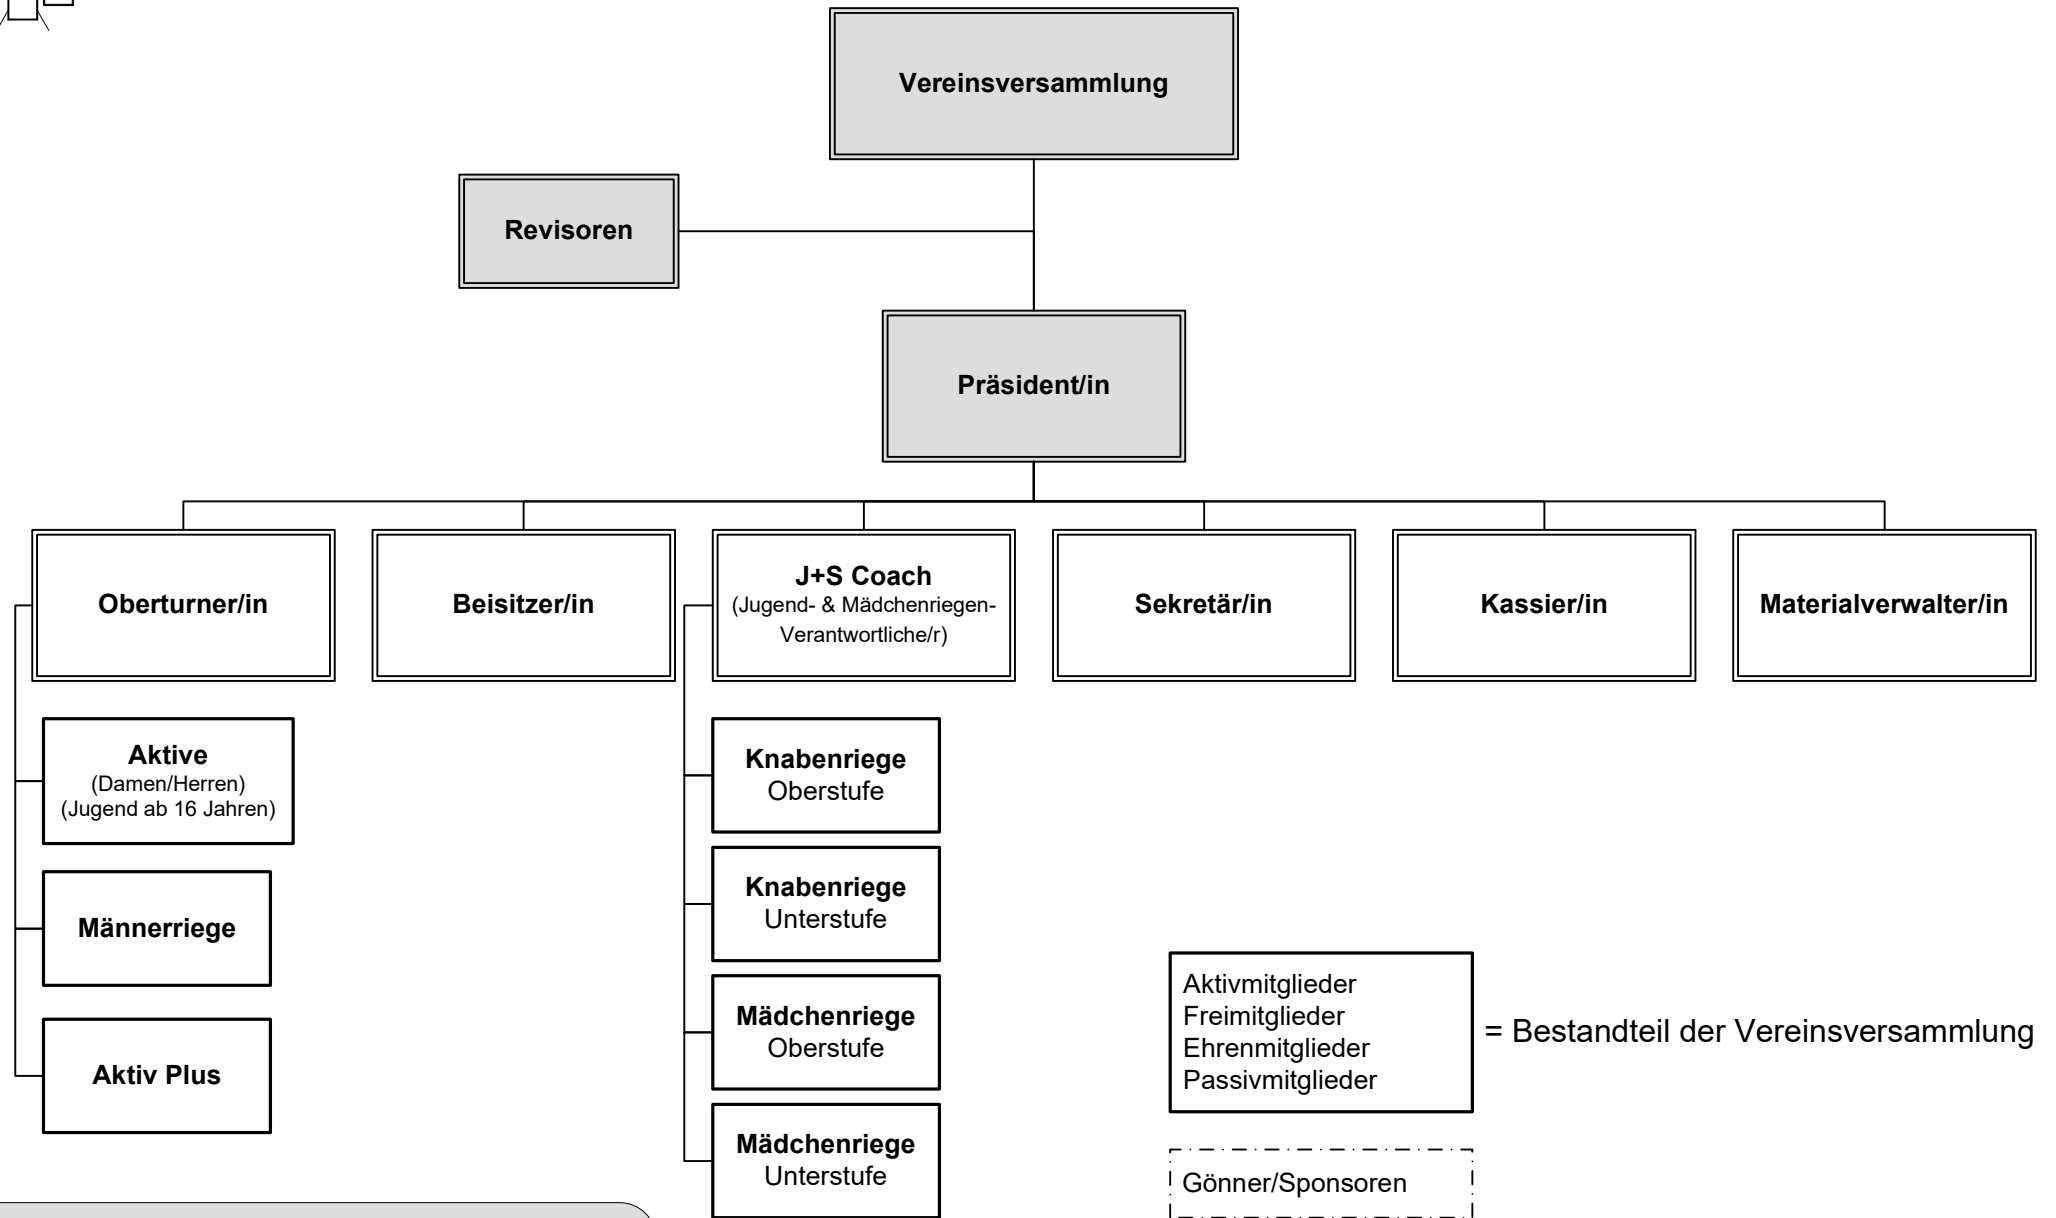 Vereinsversammlung
Revisoren
Präsident/in
Oberturner/in
Beisitzer/in
J+S Coach
(Jugend- & Mädchenriegen-
Verantwortliche/r)
Sekretär/in
Kassier/in
Materialverwalter/in
Aktive
(Damen/Herren)
(Jugend ab 16 Jahren)
Männerriege
Aktiv Plus
Knabenriege
Oberstufe
Knabenriege
Unterstufe
Mädchenriege
Oberstufe
Mädchenriege
Unterstufe
Aktivmitglieder
Freimitglieder
Ehrenmitglieder
Passivmitglieder
= Bestandteil der Vereinsversammlung
Gönner/Sponsoren